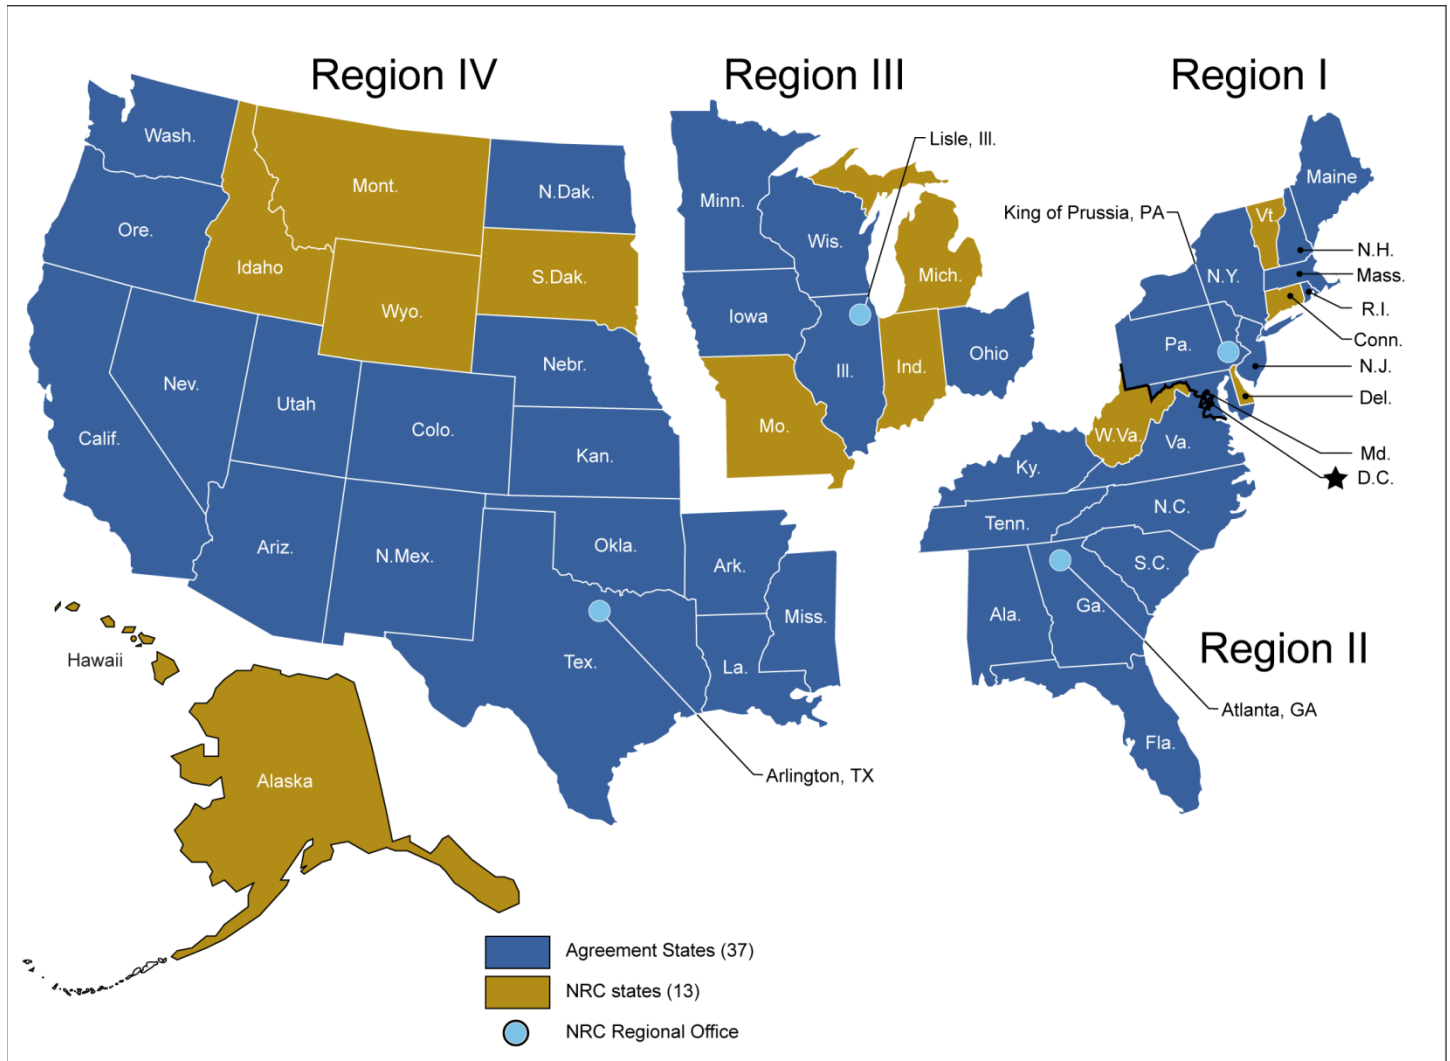 Region IV
Region III
Region I
Wash.
Mont.
N.Dak.
Ore.
Idaho
S.Dak.
Wyo.
Nebr.
Nev.
Utah
Colo.
Calif.
Kan.
Ariz.
N.Mex.
Okla.
Tex.
Ark.
La.
Miss.
Hawaii
Alaska
Arlington, TX
Lisle, Ill.
Minn.
Wis.
Mich.
Iowa
Ill.
Ind.
Ohio
Mo.
King of Prussia, PA
Maine
Vt.
N.H.
N.Y.
Mass.
R.I.
Conn.
Pa.
N.J.
Del.
W.Va.
Va.
Md.
D.C.
Ky.
Tenn.
N.C.
S.C.
Ala.
Ga.
Region II
Atlanta, GA
Fla.
Agreement States (37)
NRC states (13)
NRC Regional Office